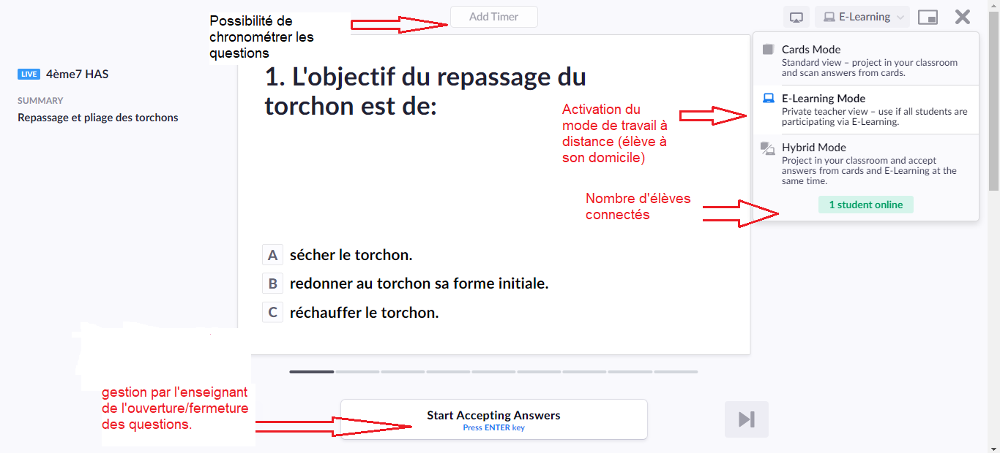 Possibilité de
chronométrer les
questions
Add Timer
E-Learning
LIVE 4ème7 HAS
SUMMARY
Repassage et pliage des torchons
1. L'objectif du repassage du
torchon est de:
Activation du
mode de travail à
distance (élève à
son domicile)
Cards Mode
Standard view – project in your classroom
and scan answers from cards.
E-Learning Mode
Private teacher view – use if all students are
participating via E-Learning.
Hybrid Mode
Project in your classroom and accept
answers from cards and E-Learning at the
same time.
Nombre d'élèves
connectés
1 student online
A sécher le torchon.
B redonner au torchon sa forme initiale.
C réchauffer le torchon.
gestion par l'enseignant
de l'ouverture/fermeture
des questions.
Start Accepting Answers
Press ENTER key